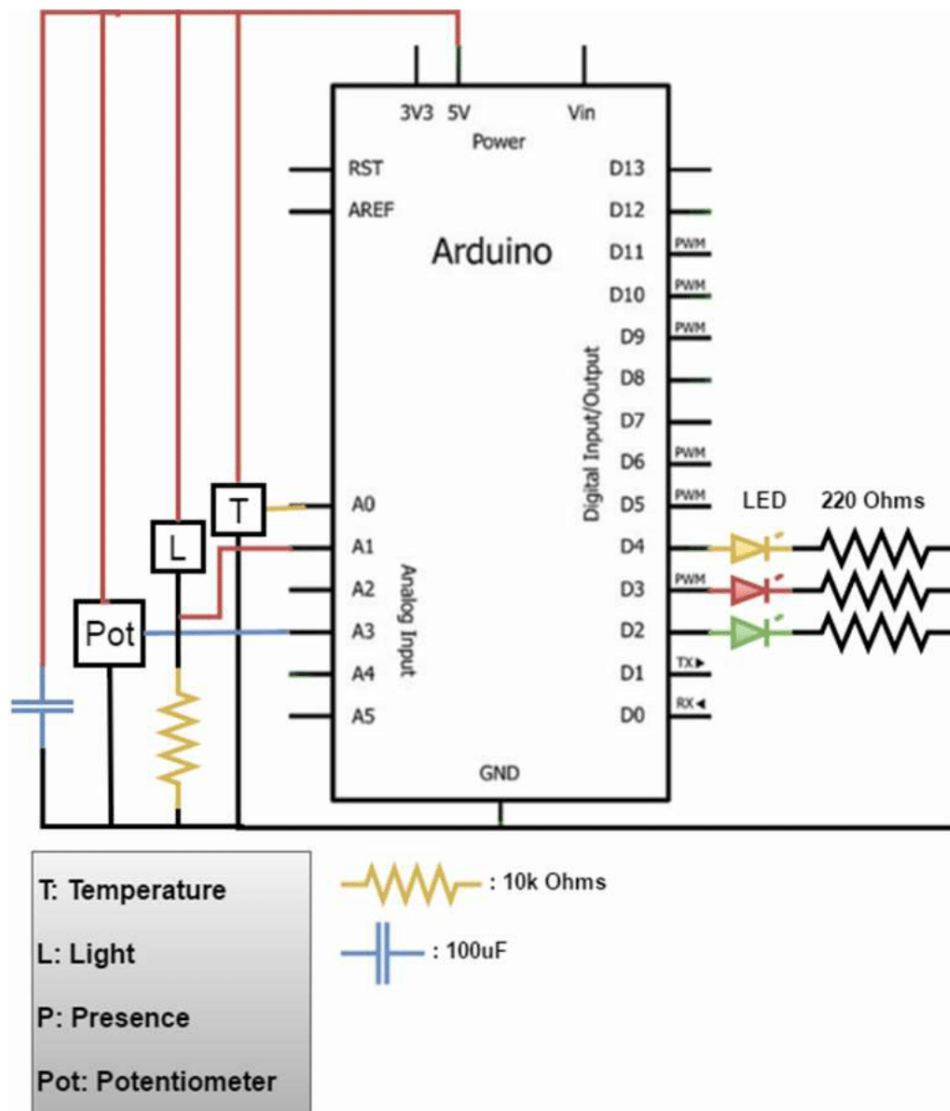 3V3 5V Vin
Power
RST D13
AREF D12
Arduino D11 PWM
D10 PWM
D9 PWM
D8
D7
D6 PWM
Digital Input/Output
T A0 D5 PWM LED 220 Ohms
L A1 D4
A2 D3 PWM
Analog Input
Pot A3 D2
A4 D1 TX
A5 D0 RX
GND
T: Temperature
L: Light
P: Presence
Pot: Potentiometer
: 10k Ohms
: 100uF